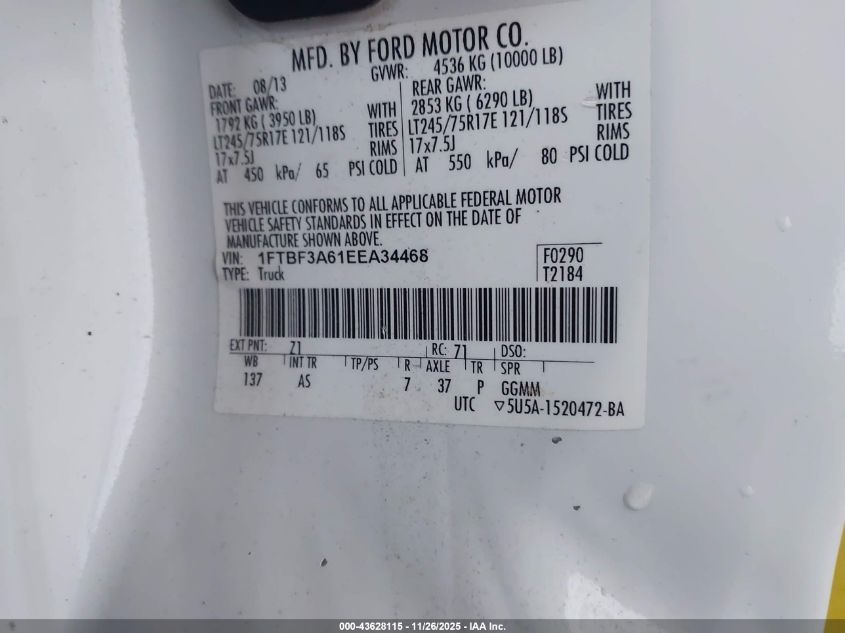 MFD. BY FORD MOTOR CO.
DATE: 08/13 GVWR: 4536 KG (10000 LB)
FRONT GAWR: REAR GAWR:
1792 KG ( 3950 LB) WITH 2853 KG ( 6290 LB) WITH
LT245/75R17E 121/118S TIRES LT245/75R17E 121/118S TIRES
17x7.5J RIMS 17x7.5J RIMS
AT 450 kPa/ 65 PSI COLD AT 550 kPa/ 80 PSI COLD
THIS VEHICLE CONFORMS TO ALL APPLICABLE FEDERAL MOTOR
VEHICLE SAFETY STANDARDS IN EFFECT ON THE DATE OF
MANUFACTURE SHOWN ABOVE.
VIN: 1FTBF3A61EEA34468 F0290
TYPE: Truck T2184
EXT PNT: Z1 RC: 71 DSO:
WB INT TR TP/PS R AXLE TR SPR
137 AS 7 37 P GGMM
UTC ▽5U5A-1520472-BA
000-43628115 - 11/26/2025 - IAA Inc.